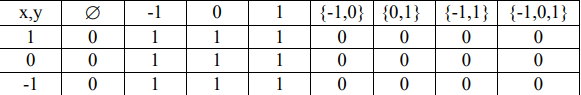 x,y ∅ -1 0 1 {-1,0} {0,1} {-1,1} {-1,0,1}
1 0 1 1 1 0 0 0 0
0 0 1 1 1 0 0 0 0
-1 0 1 1 1 0 0 0 0